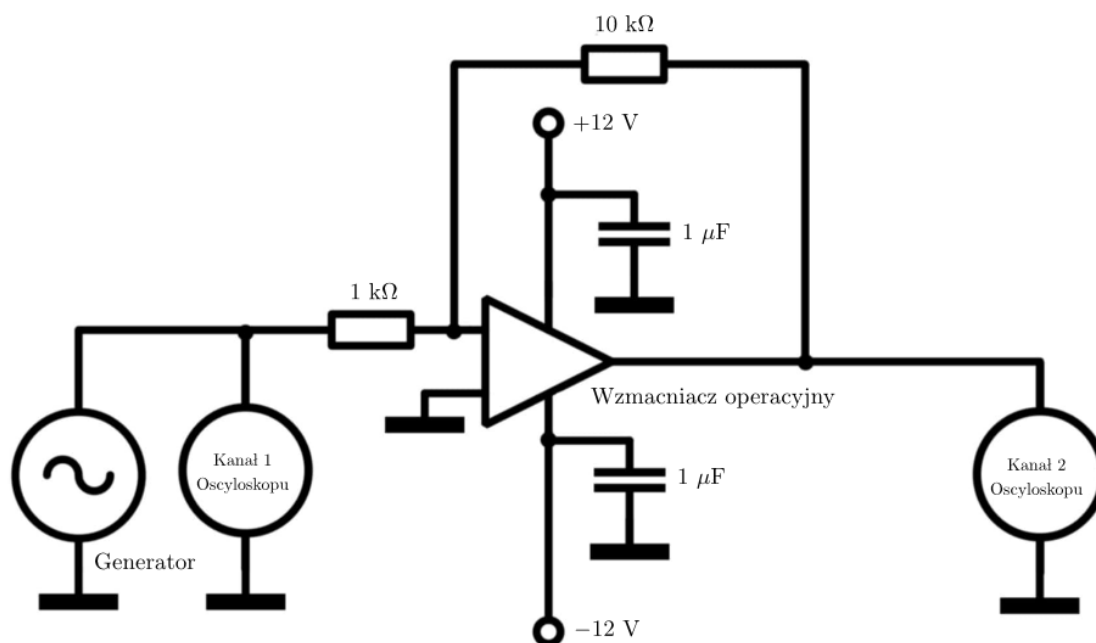 10 kΩ
+12 V
1 μF
1 kΩ
Wzmacniacz operacyjny
Kanał 1
Oscyloskopu
Kanał 2
Oscyloskopu
1 μF
Generator
−12 V